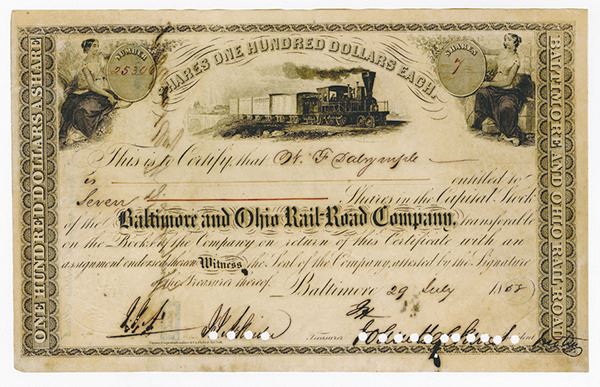 NUMBER
SHARES ONE HUNDRED DOLLARS EACH.
SHARES
7
ONE HUNDRED DOLLARS A SHARE
BALTIMORE AND OHIO RAIL-ROAD
This is to Certify, that W. F. Dalrymple
is entitled to
Seven Shares in the Capital Stock
of the Baltimore and Ohio Rail-Road Company, transferable
on the Books of the Company on return of this Certificate with an
assignment endorsed thereon Witness the Seal of the Company, attested by the Signature
of the Treasurer thereof. Baltimore 29 July
Treasurer